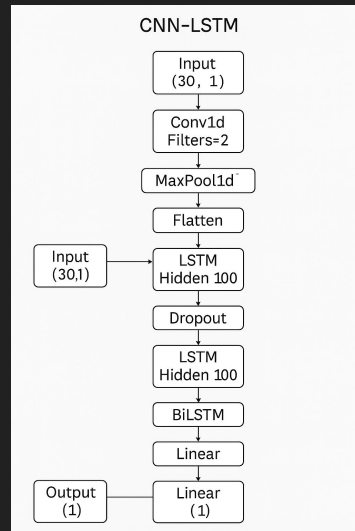 CNN-LSTM
Input
(30, 1)
Conv1d
Filters=2
MaxPool1d
Flatten
Input
(30,1)
LSTM
Hidden 100
Dropout
LSTM
Hidden 100
BiLSTM
Linear
Output
(1)
Linear
(1)